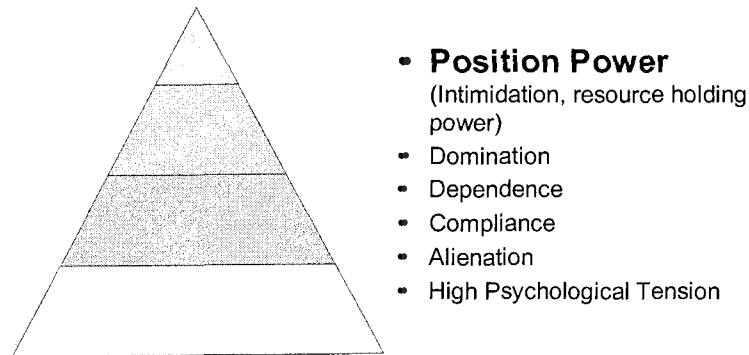 • Position Power
(Intimidation, resource holding
power)
• Domination
• Dependence
• Compliance
• Alienation
• High Psychological Tension